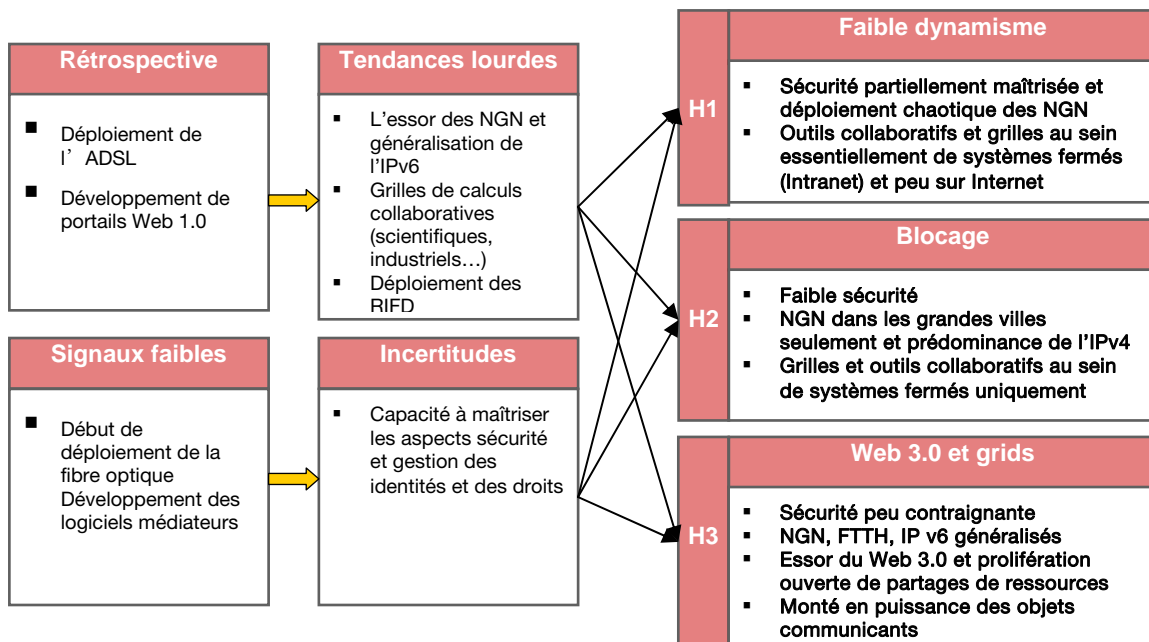 Rétrospective
■ Déploiement de
l’ ADSL
■ Développement de
portails Web 1.0
Tendances lourdes
▪ L’essor des NGN et
généralisation de
l’IPv6
▪ Grilles de calculs
collaboratives
(scientifiques,
industriels…)
▪ Déploiement des
RIFD
Signaux faibles
■ Début de
déploiement de la
fibre optique
Développement des
logiciels médiateurs
Incertitudes
▪ Capacité à maîtriser
les aspects sécurité
et gestion des
identités et des droits
H1
Faible dynamisme
▪ Sécurité partiellement maîtrisée et
déploiement chaotique des NGN
▪ Outils collaboratifs et grilles au sein
essentiellement de systèmes fermés
(Intranet) et peu sur Internet
H2
Blocage
▪ Faible sécurité
▪ NGN dans les grandes villes
seulement et prédominance de l’IPv4
▪ Grilles et outils collaboratifs au sein
de systèmes fermés uniquement
H3
Web 3.0 et grids
▪ Sécurité peu contraignante
▪ NGN, FTTH, IP v6 généralisés
▪ Essor du Web 3.0 et prolifération
ouverte de partages de ressources
▪ Monté en puissance des objets
communicants